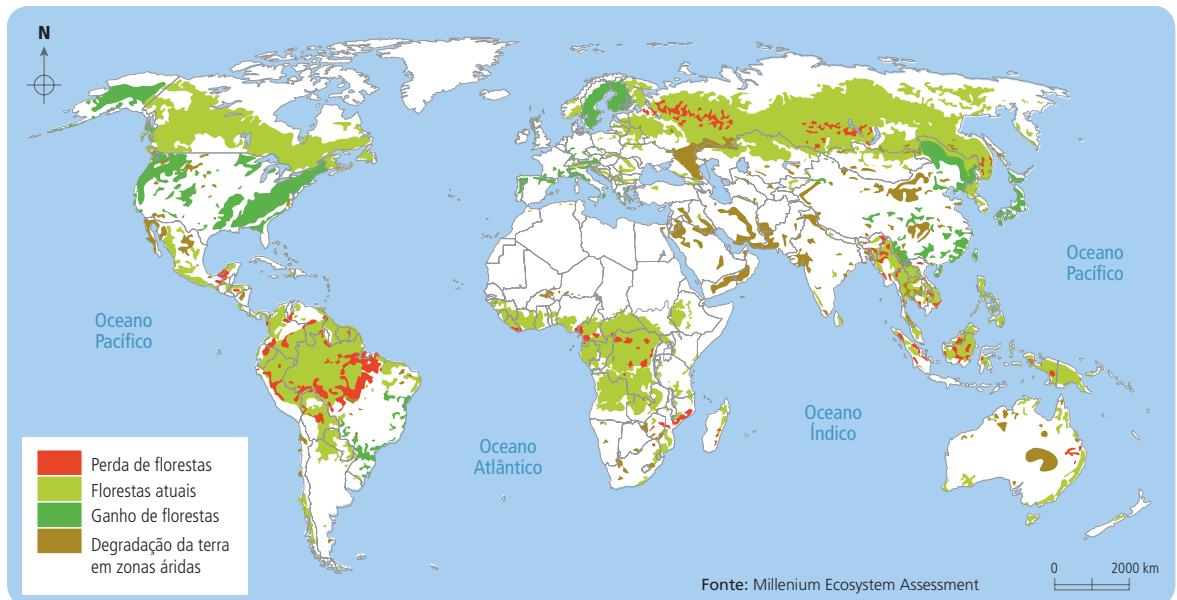 N
Oceano
Pacífico
Oceano
Pacífico
Oceano
Atlântico
Oceano
Índico
Perda de florestas
Florestas atuais
Ganho de florestas
Degradação da terra
em zonas áridas
Fonte: Millenium Ecosystem Assessment
0 2000 km